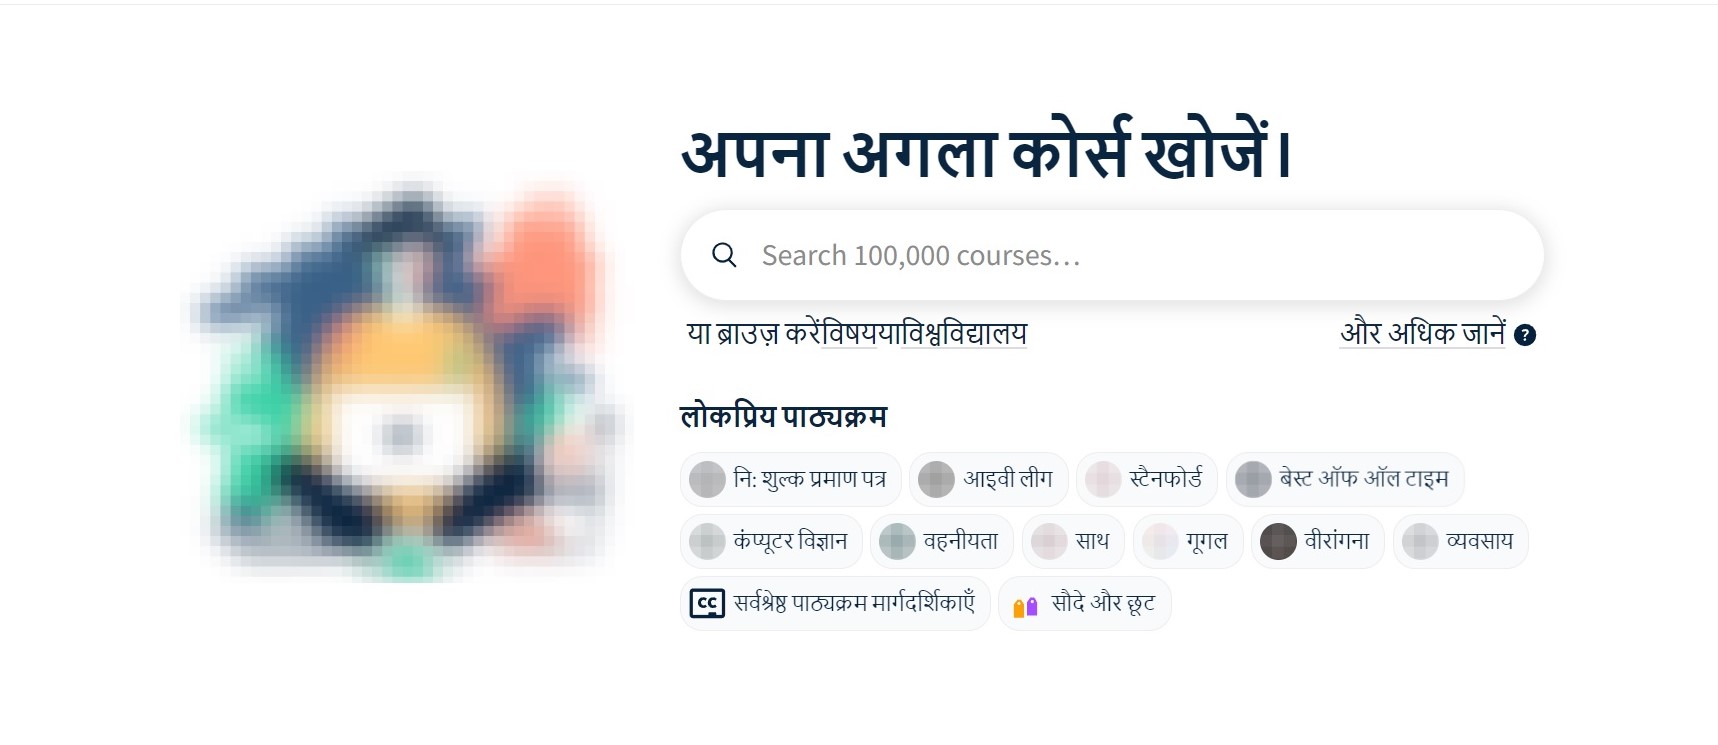 अपना अगला कोर्स खोजें।
Search 100,000 courses...
या ब्राउज़ करेंविषययाविश्वविद्यालय और अधिक जानें ?
लोकप्रिय पाठ्यक्रम
नि: शुल्क प्रमाण पत्र आइवी लीग स्टैनफोर्ड बेस्ट ऑफ ऑल टाइम
कंप्यूटर विज्ञान वहनीयता साथ गूगल वीरांगना व्यवसाय
CC सर्वश्रेष्ठ पाठ्यक्रम मार्गदर्शिकाएँ सौदे और छूट